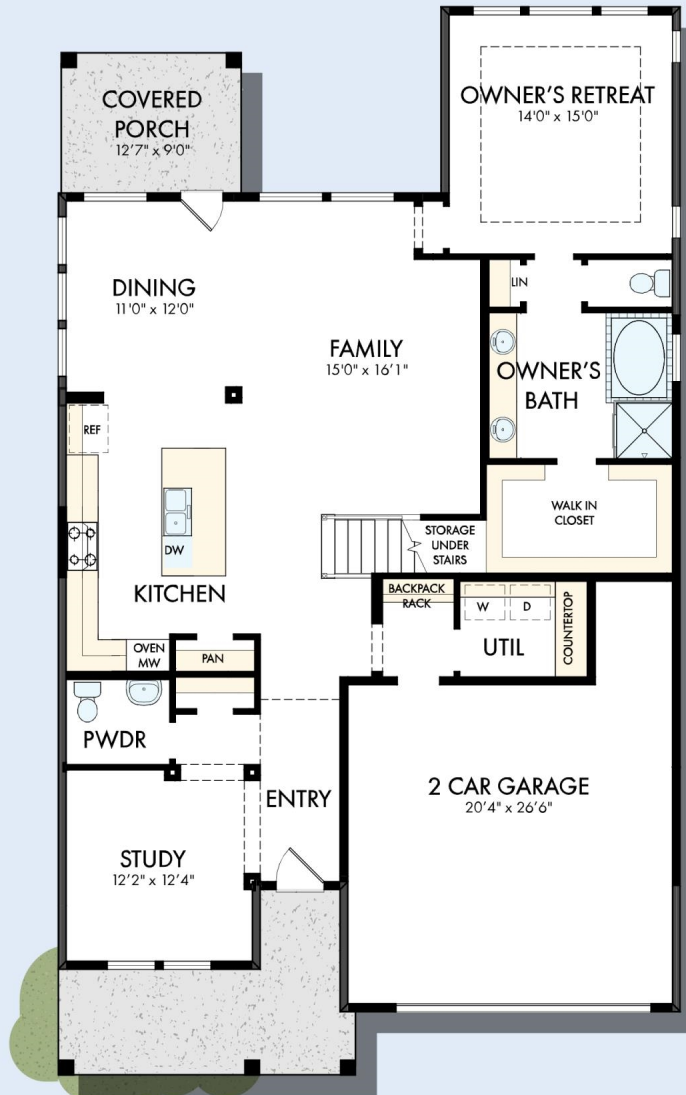 COVERED
PORCH
12'7" x 9'0"
OWNER'S RETREAT
14'0" x 15'0"
DINING
11'0" x 12'0"
FAMILY
15'0" x 16'1"
LIN
OWNER'S
BATH
REF
DW
KITCHEN
STORAGE
UNDER
STAIRS
WALK IN
CLOSET
BACKPACK
RACK
W
D
UTIL
COUNTERTOP
OVEN
MW
PAN
PWDR
ENTRY
STUDY
12'2" x 12'4"
2 CAR GARAGE
20'4" x 26'6"